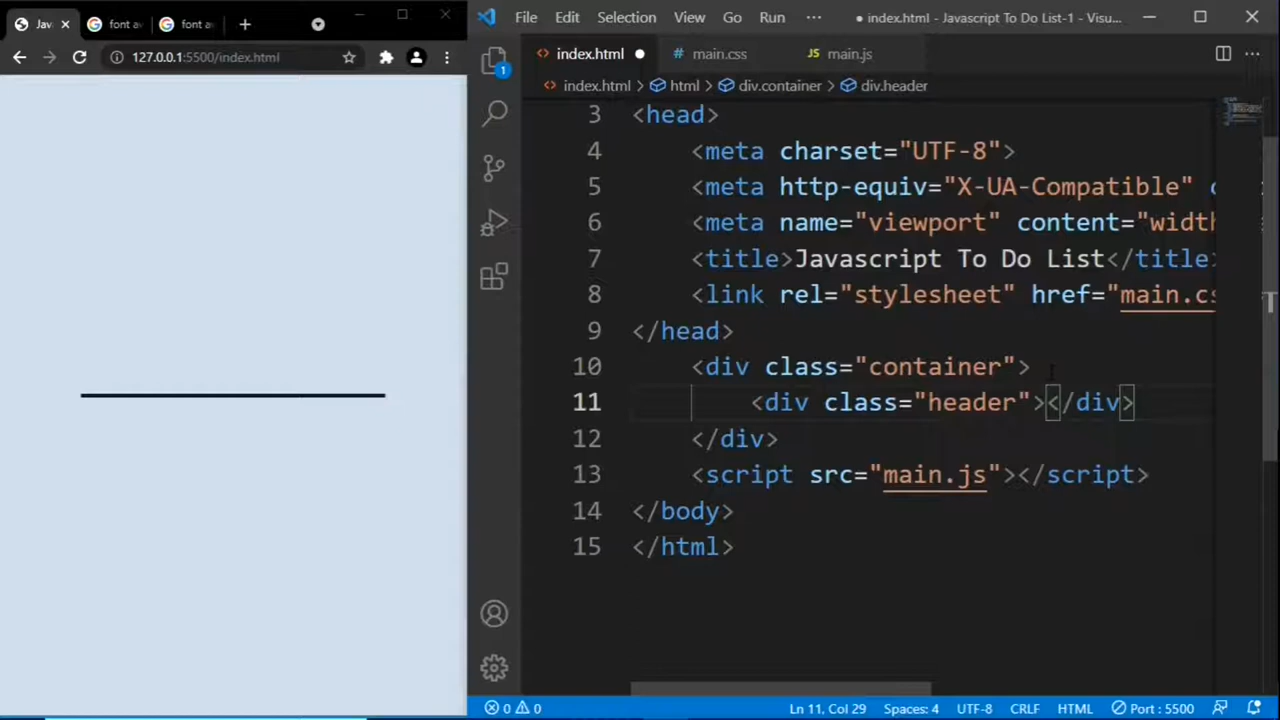 Jav
font a
font a
127.0.0.1:5500/index.html
File Edit Selection View Go Run ··· ● index.html - Javascript To Do List-1 - Visu...
index.html ● # main.css JS main.js
index.html > html > div.container > div.header
1
3 <head>
4 <meta charset="UTF-8">
5 <meta http-equiv="X-UA-Compatible" c
6 <meta name="viewport" content="width
7 <title>Javascript To Do List</title>
8 <link rel="stylesheet" href="main.cs
9 </head>
10 <div class="container">
11 <div class="header"></div>
12 </div>
13 <script src="main.js"></script>
14 </body>
15 </html>
0 0 Ln 11, Col 29 Spaces: 4 UTF-8 CRLF HTML Port : 5500